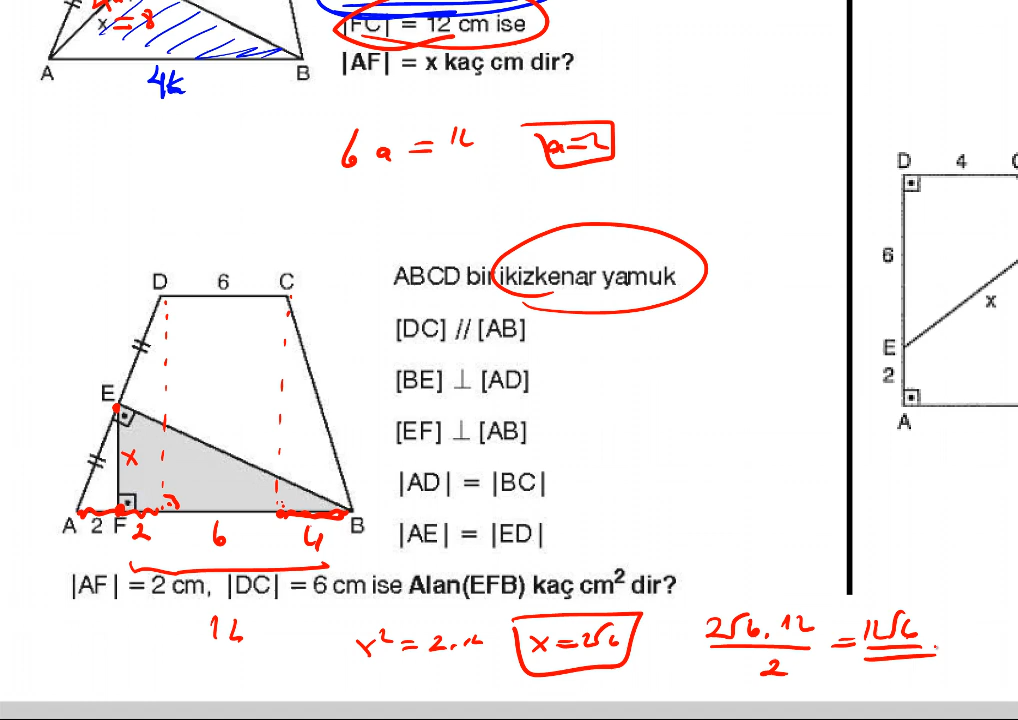 x = 8
A
B
4k
|FC| = 12 cm ise
|AF| = x kaç cm dir?
6 a = 12
a=2
D 6 C
E
x
A 2 F 2 6 4 B
ABCD bir ikizkenar yamuk
[DC] // [AB]
[BE] ⊥ [AD]
[EF] ⊥ [AB]
|AD| = |BC|
|AE| = |ED|
|AF| = 2 cm, |DC| = 6 cm ise Alan(EFB) kaç cm² dir?
12
x² = 2.12
x = 2√6
2√6.12 / 2 = 12√6
D 4
6
x
E
2
A